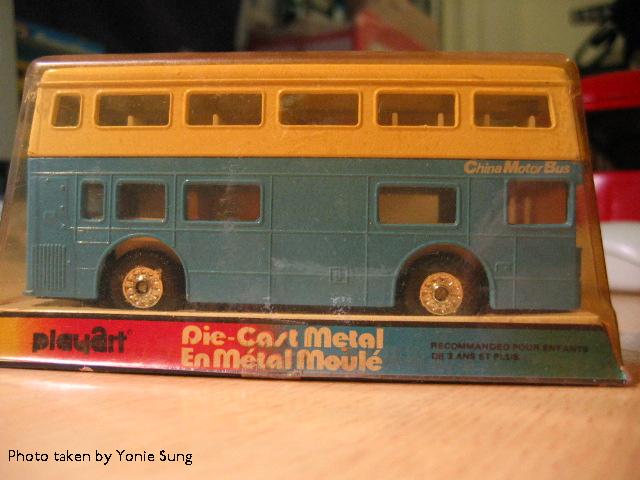 China Motor Bus
playart®
Die-Cast Metal
En Métal Moulé
RECOMMANDEÓ POUR ENFANTS
DE 3 ANS ET PLUS.
Photo taken by Yonie Sung